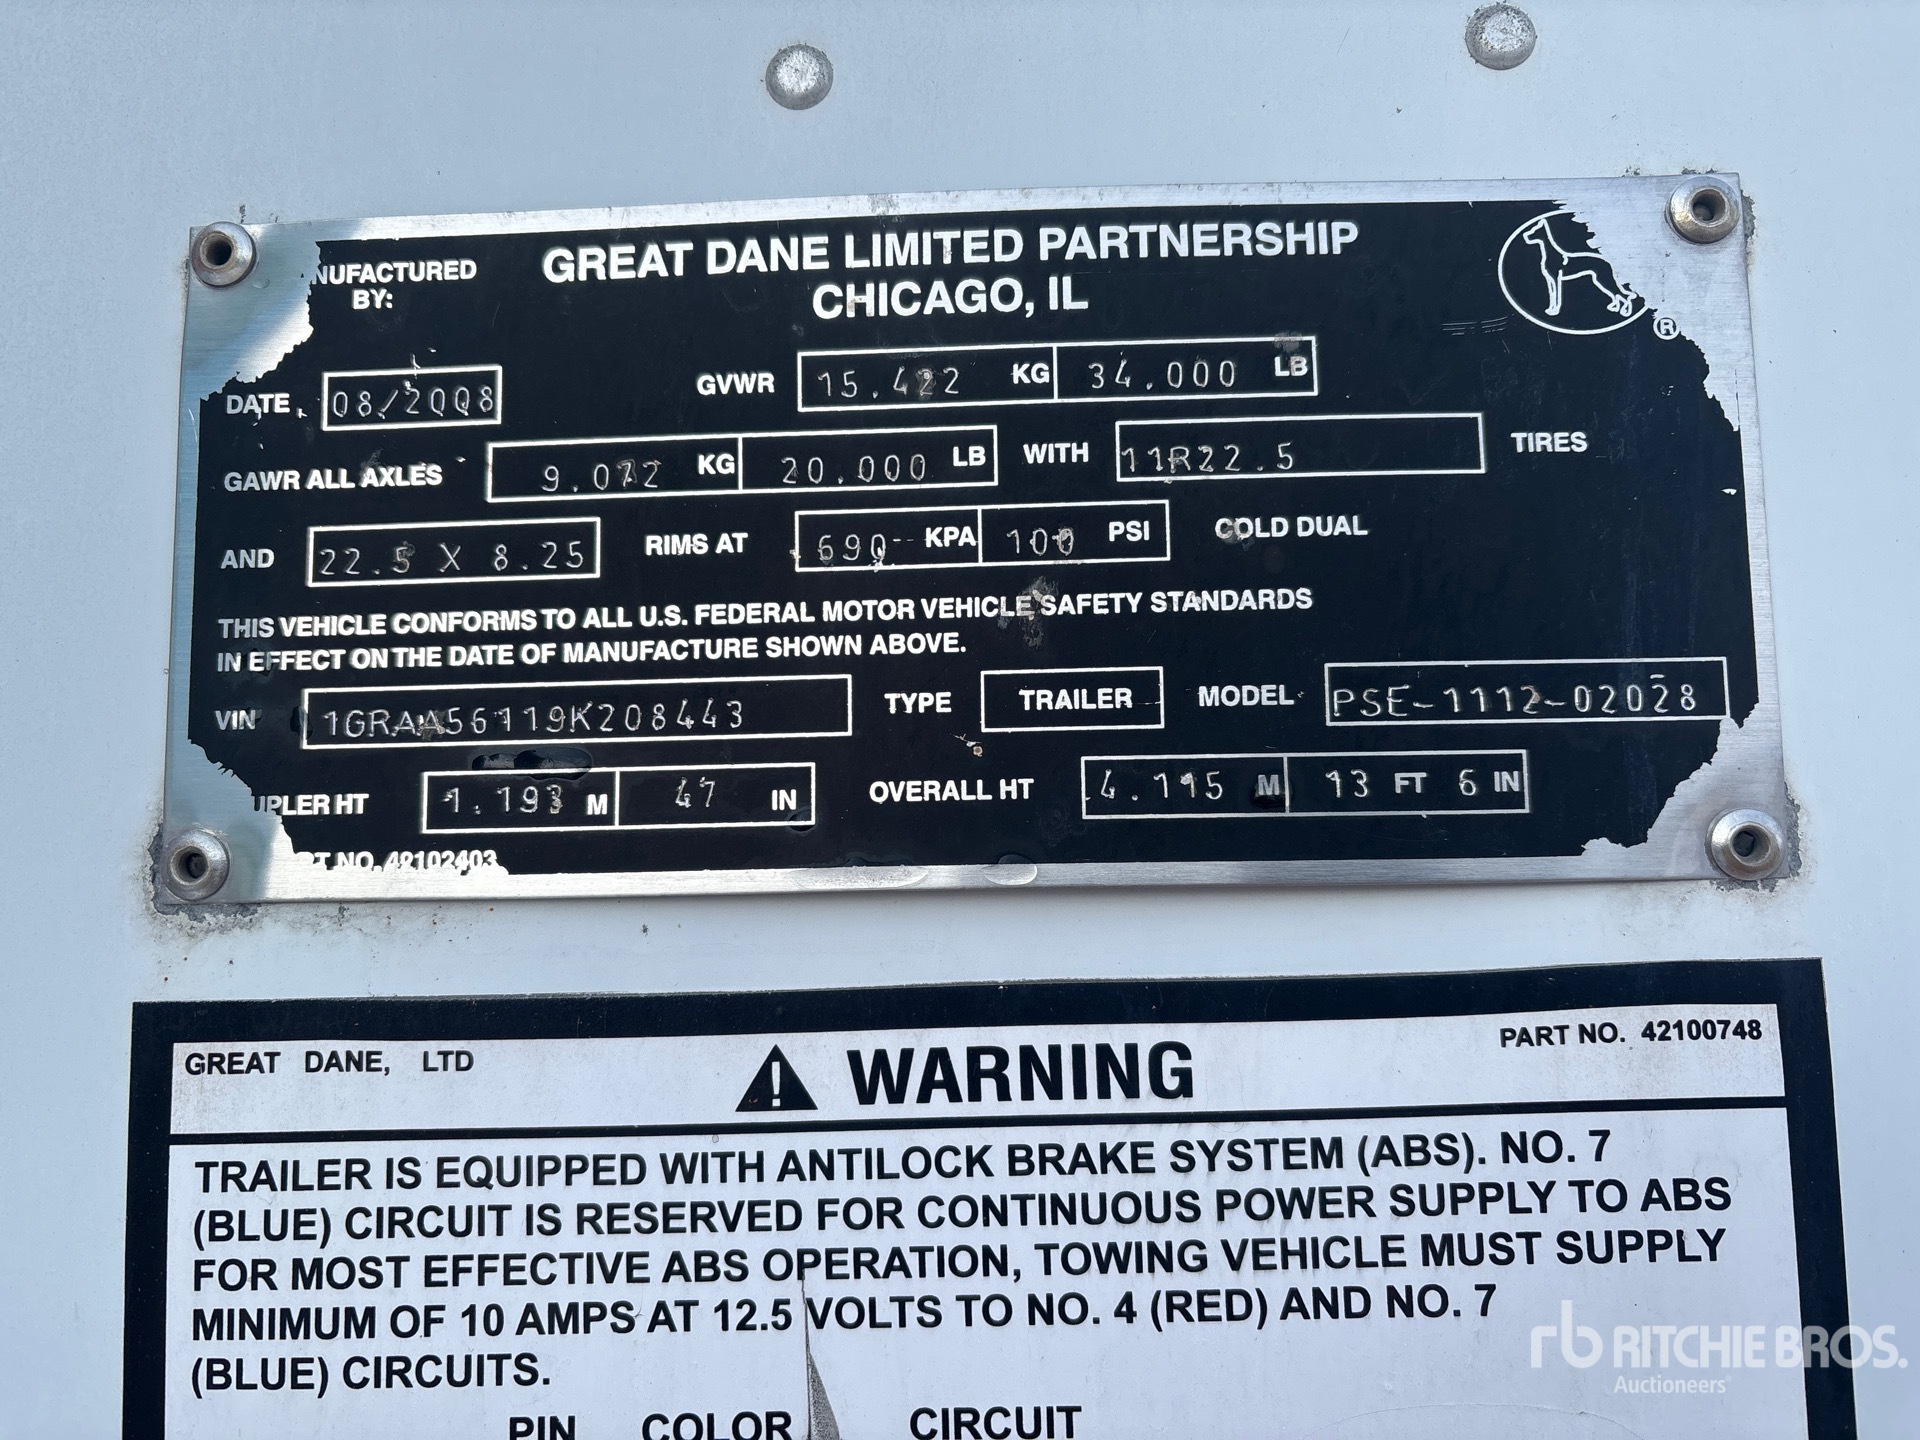 NUFACTURED
BY:
GREAT DANE LIMITED PARTNERSHIP
CHICAGO, IL
®
DATE 08/2008 GVWR 15.422 KG 34.000 LB
GAWR ALL AXLES 9.072 KG 20.000 LB WITH 11R22.5 TIRES
AND 22.5 X 8.25 RIMS AT 690 KPA 100 PSI COLD DUAL
THIS VEHICLE CONFORMS TO ALL U.S. FEDERAL MOTOR VEHICLE SAFETY STANDARDS
IN EFFECT ON THE DATE OF MANUFACTURE SHOWN ABOVE.
VIN 1GRAA56119K208443 TYPE TRAILER MODEL PSE-1112-02028
UPLER HT 1.193 M 47 IN OVERALL HT 4.115 M 13 FT 6 IN
RT NO. 42102403
GREAT DANE, LTD WARNING PART NO. 42100748
TRAILER IS EQUIPPED WITH ANTILOCK BRAKE SYSTEM (ABS). NO. 7
(BLUE) CIRCUIT IS RESERVED FOR CONTINUOUS POWER SUPPLY TO ABS
FOR MOST EFFECTIVE ABS OPERATION, TOWING VEHICLE MUST SUPPLY
MINIMUM OF 10 AMPS AT 12.5 VOLTS TO NO. 4 (RED) AND NO. 7
(BLUE) CIRCUITS.
PIN COLOR CIRCUIT
rb RITCHIE BROS.
Auctioneers